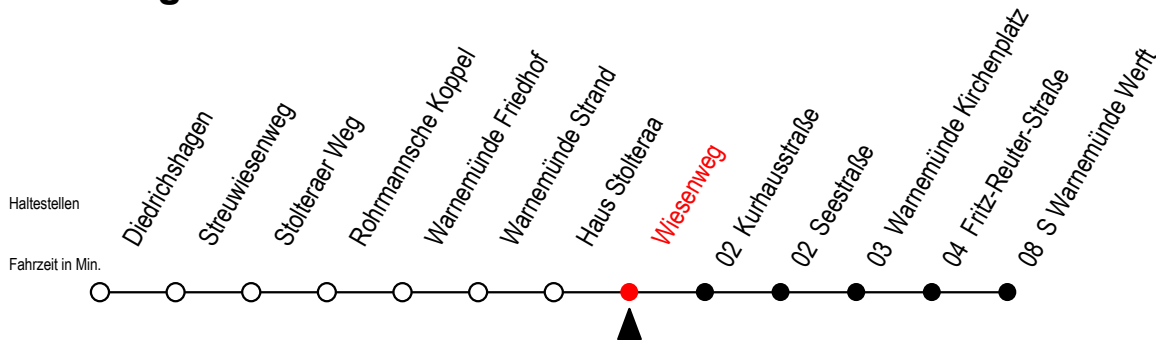 Haltestellen
Fahrzeit in Min.
Diedrichshagen
Streuwiesenweg
Stolteraer Weg
Rohrmannsche Koppel
Warnemünde Friedhof
Warnemünde Strand
Haus Stolteraa
Wiesenweg
02 Kurhausstraße
02 Seestraße
03 Warnemünde Kirchenplatz
04 Fritz-Reuter-Straße
08 S Warnemünde Werft